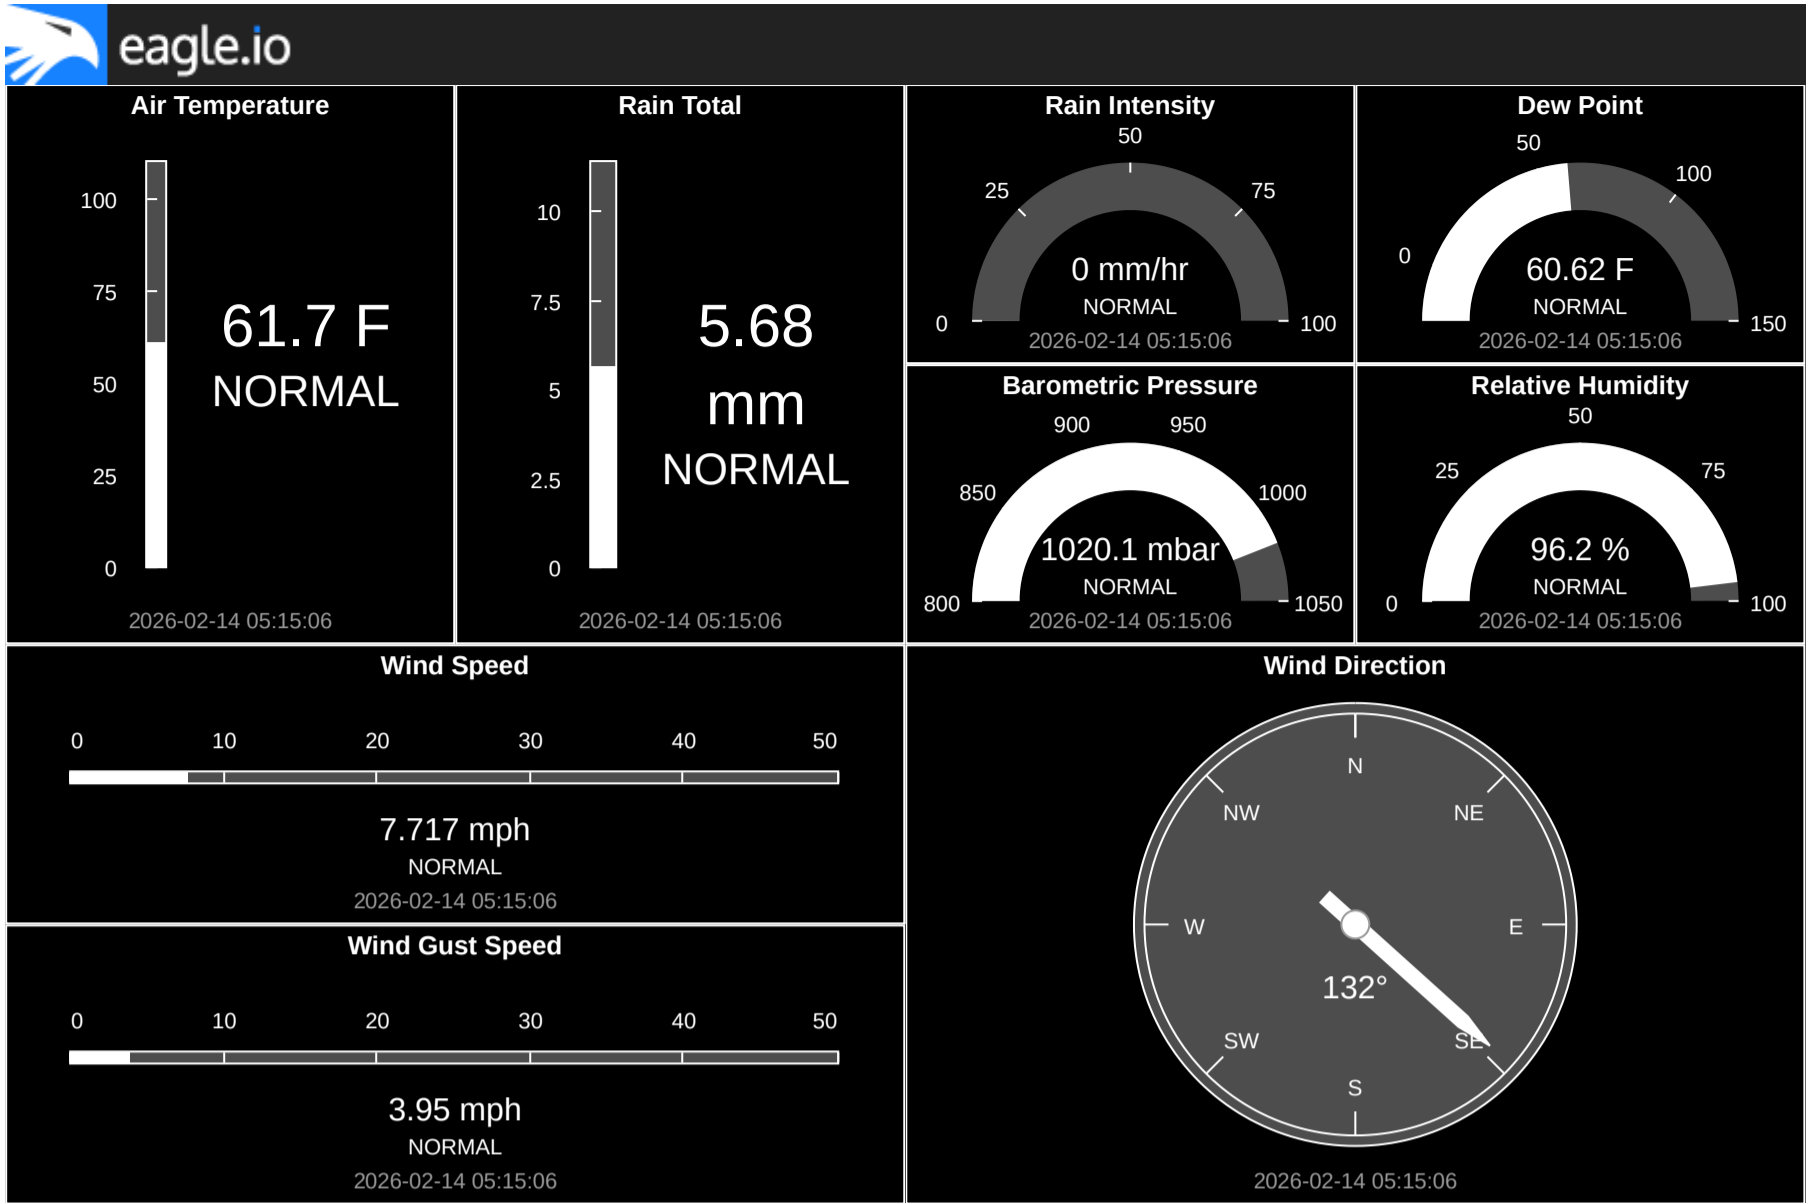 eagle.io
Air Temperature
100
75
50
25
0
61.7 F
NORMAL
2026-02-14 05:15:06
Rain Total
10
7.5
5
2.5
0
5.68
mm
NORMAL
2026-02-14 05:15:06
Rain Intensity
0
25
50
75
100
0 mm/hr
NORMAL
2026-02-14 05:15:06
Dew Point
0
50
100
150
60.62 F
NORMAL
2026-02-14 05:15:06
Barometric Pressure
800
850
900
950
1000
1050
1020.1 mbar
NORMAL
2026-02-14 05:15:06
Relative Humidity
0
25
50
75
100
96.2 %
NORMAL
2026-02-14 05:15:06
Wind Speed
0 10 20 30 40 50
7.717 mph
NORMAL
2026-02-14 05:15:06
Wind Gust Speed
0 10 20 30 40 50
3.95 mph
NORMAL
2026-02-14 05:15:06
Wind Direction
N
NW NE
W E
132°
SW SE
S
2026-02-14 05:15:06